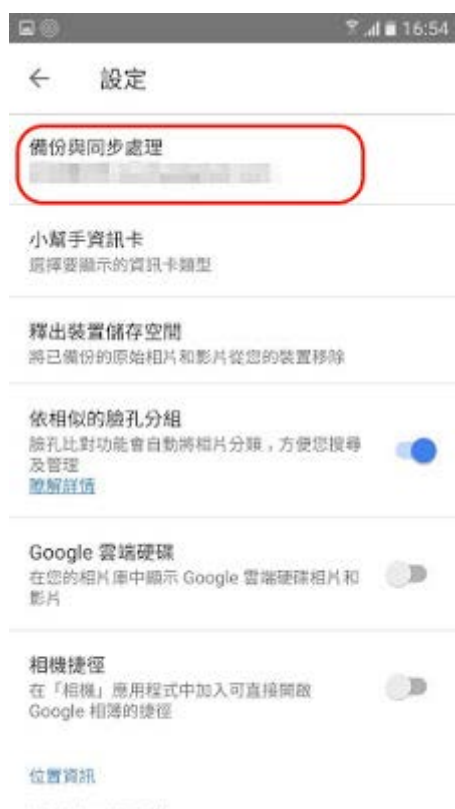 16:54
設定
備份與同步處理
小幫手資訊卡
選擇要顯示的資訊卡類型
釋出裝置儲存空間
將已備份的原始相片和影片從您的裝置移除
依相似的臉孔分組
臉孔比對功能會自動將相片分類，方便您搜尋
及管理
瞭解詳情
Google 雲端硬碟
在您的相片庫中顯示 Google 雲端硬碟相片和
影片
相機捷徑
在「相機」應用程式中加入可直接開啟
Google 相簿的捷徑
位置資訊